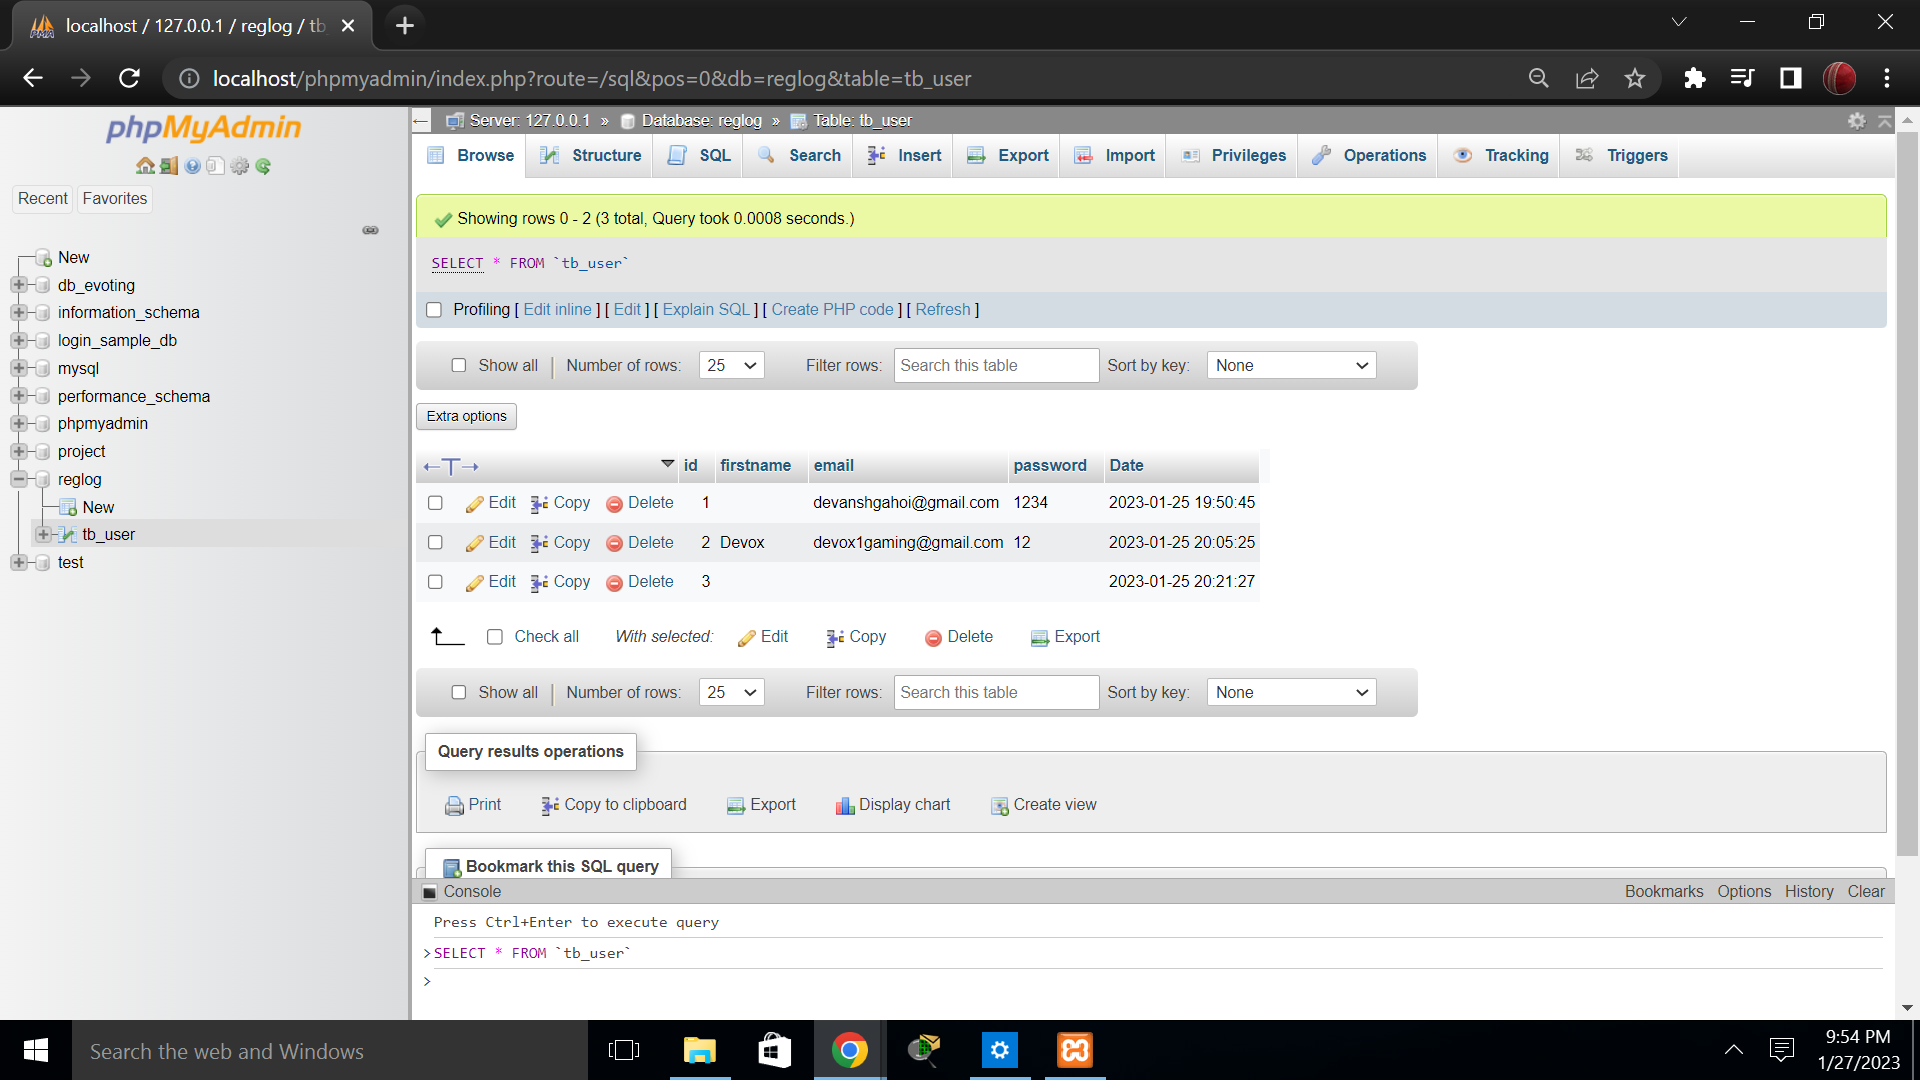 localhost / 127.0.0.1 / reglog / tb
localhost/phpmyadmin/index.php?route=/sql&pos=0&db=reglog&table=tb_user
phpMyAdmin
Recent Favorites
New
db_evoting
information_schema
login_sample_db
mysql
performance_schema
phpmyadmin
project
reglog
New
tb_user
test
Server: 127.0.0.1 » Database: reglog » Table: tb_user
Browse Structure SQL Search Insert Export Import Privileges Operations Tracking Triggers
Showing rows 0 - 2 (3 total, Query took 0.0008 seconds.)
SELECT * FROM `tb_user`
Profiling [ Edit inline ] [ Edit ] [ Explain SQL ] [ Create PHP code ] [ Refresh ]
Show all | Number of rows: 25 Filter rows: Search this table Sort by key: None
Extra options
id firstname email password Date
Edit Copy Delete 1 devanshgahoi@gmail.com 1234 2023-01-25 19:50:45
Edit Copy Delete 2 Devox devox1gaming@gmail.com 12 2023-01-25 20:05:25
Edit Copy Delete 3 2023-01-25 20:21:27
Check all With selected: Edit Copy Delete Export
Show all | Number of rows: 25 Filter rows: Search this table Sort by key: None
Query results operations
Print Copy to clipboard Export Display chart Create view
Bookmark this SQL query
Console Bookmarks Options History Clear
Press Ctrl+Enter to execute query
>SELECT * FROM `tb_user`
>
Search the web and Windows
9:54 PM
1/27/2023